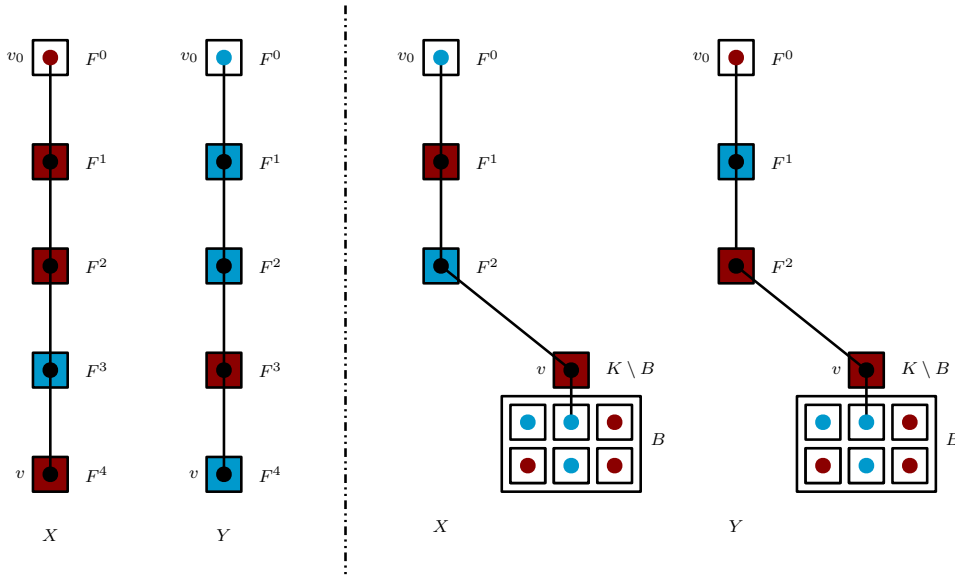 v₀ F⁰ v₀ F⁰ v₀ F⁰ v₀ F⁰
F¹ F¹ F¹ F¹
F² F² F² F²
F³ F³ v K \ B v K \ B
B B
v F⁴ v F⁴
X Y X Y